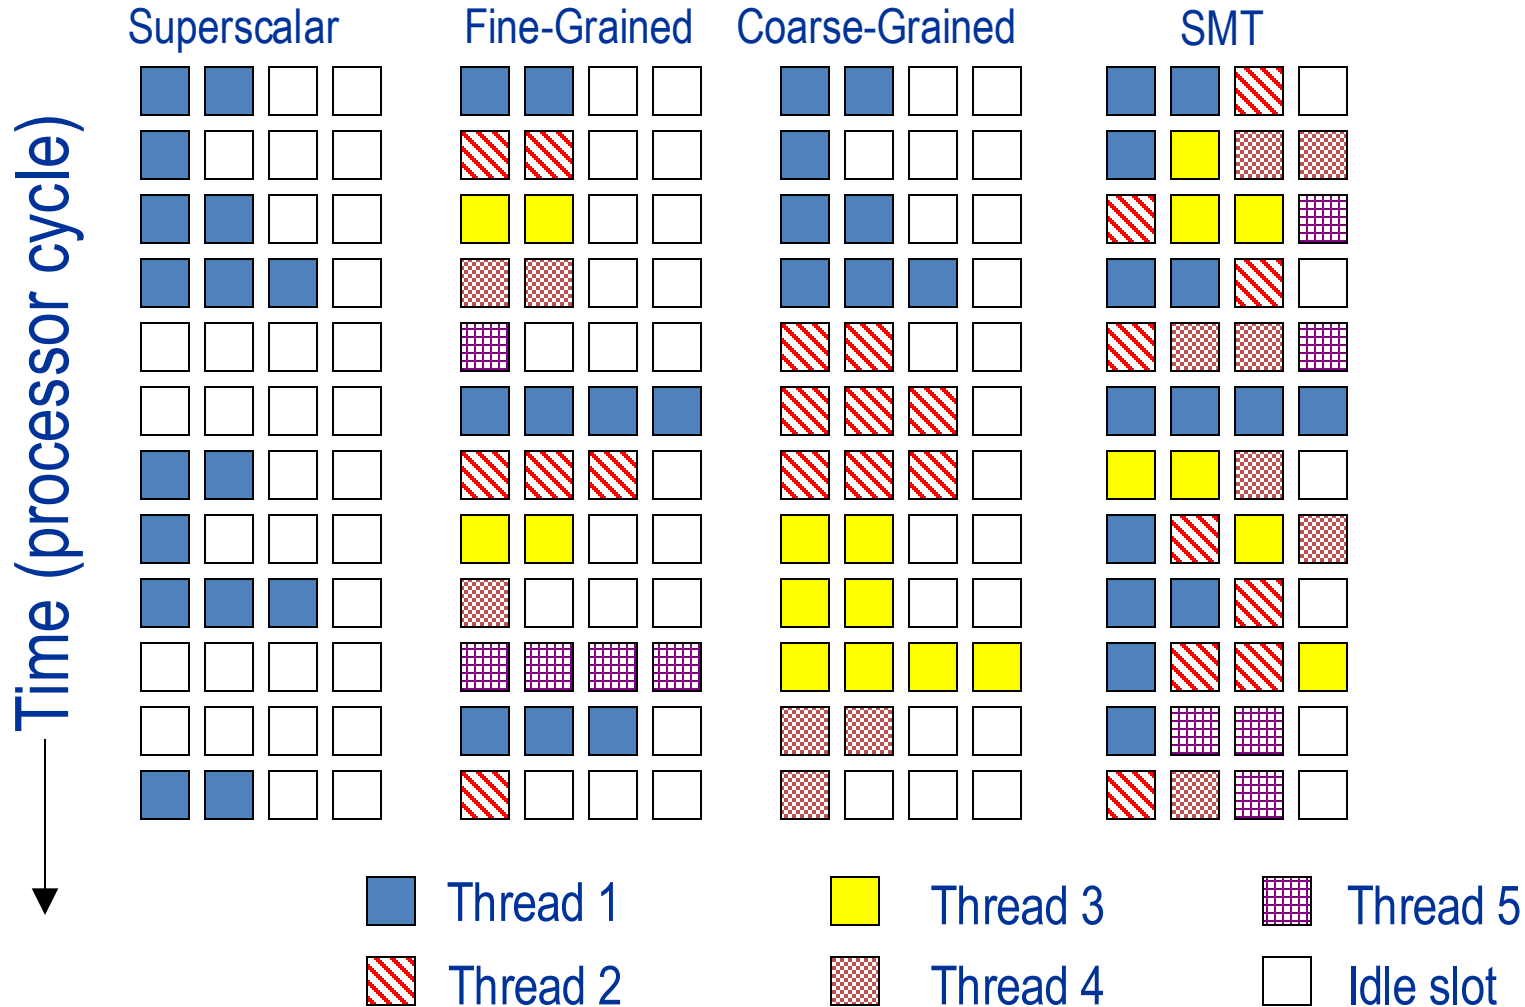 Superscalar
Fine-Grained
Coarse-Grained
SMT
Time (processor cycle)
Thread 1
Thread 3
Thread 5
Thread 2
Thread 4
Idle slot